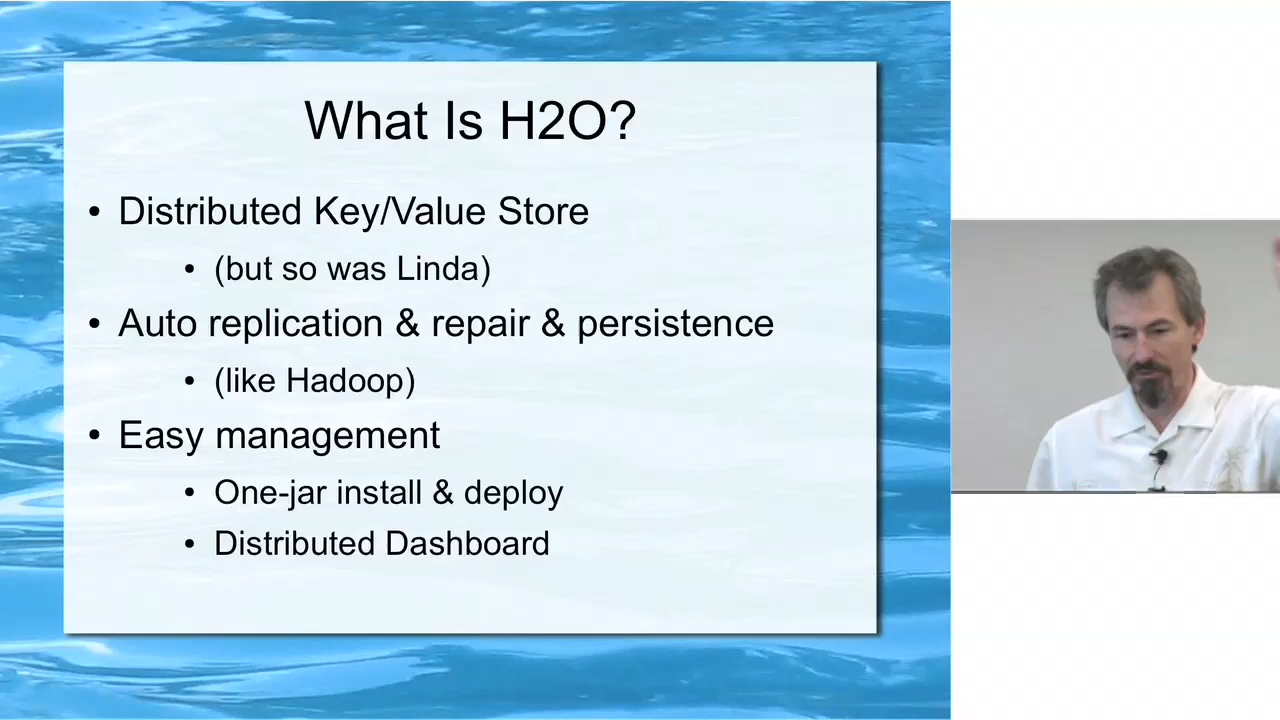 What Is H2O?
• Distributed Key/Value Store
• (but so was Linda)
• Auto replication & repair & persistence
• (like Hadoop)
• Easy management
• One-jar install & deploy
• Distributed Dashboard